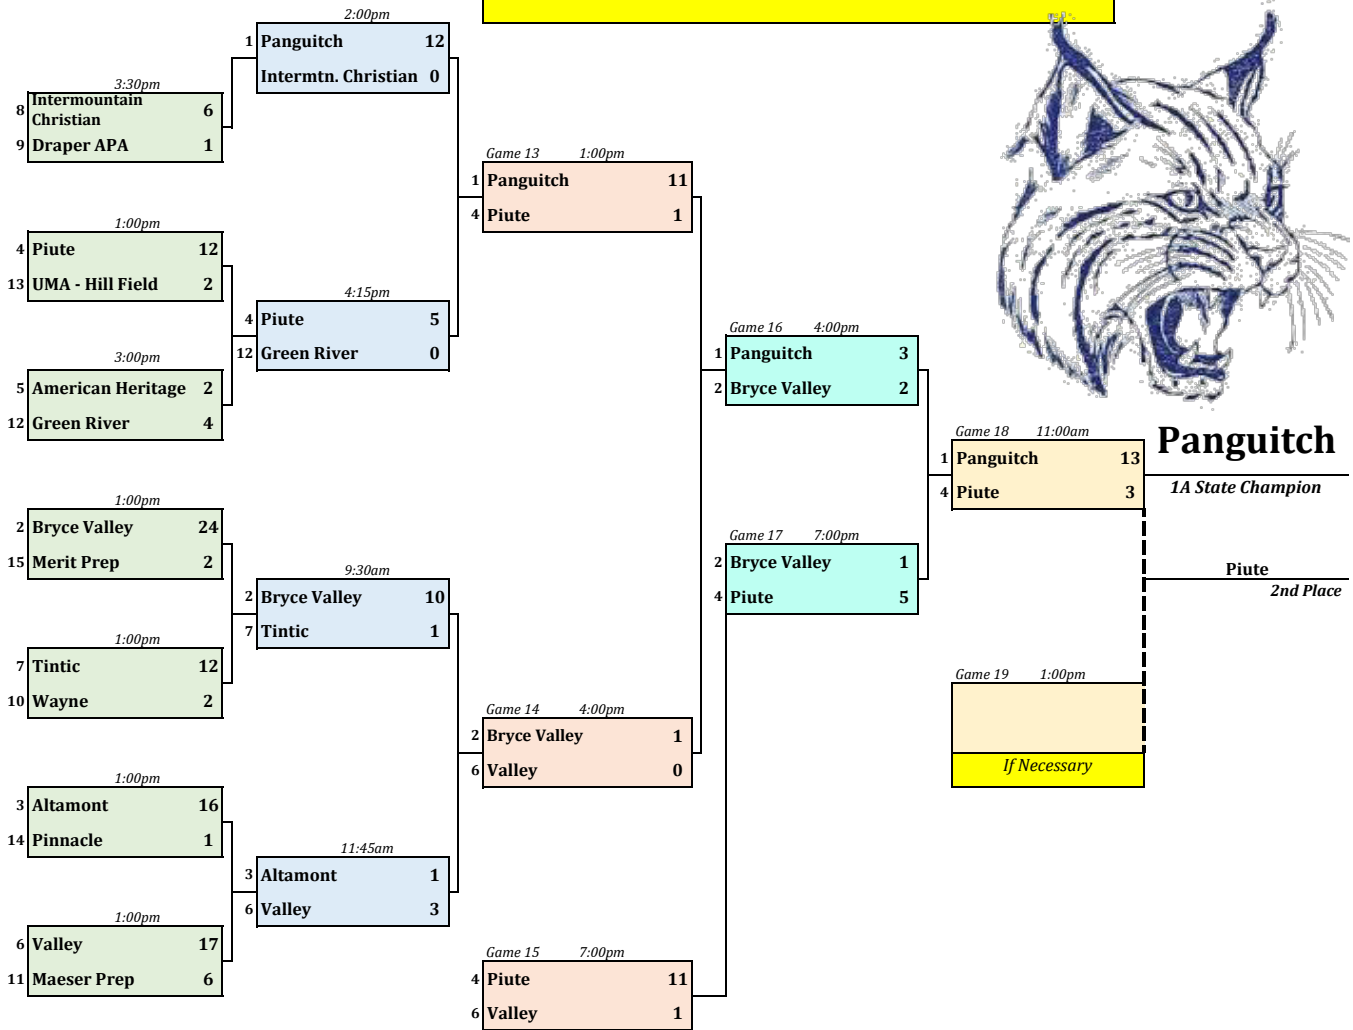 2:00pm
1 Panguitch 12
Intermtn. Christian 0
3:30pm
8 Intermountain Christian 6
9 Draper APA 1
1:00pm
4 Piute 12
13 UMA - Hill Field 2
4:15pm
4 Piute 5
12 Green River 0
3:00pm
5 American Heritage 2
12 Green River 4
1:00pm
2 Bryce Valley 24
15 Merit Prep 2
9:30am
2 Bryce Valley 10
7 Tintic 1
1:00pm
7 Tintic 12
10 Wayne 2
1:00pm
3 Altamont 16
14 Pinnacle 1
11:45am
3 Altamont 1
6 Valley 3
1:00pm
6 Valley 17
11 Maeser Prep 6
Game 13 1:00pm
1 Panguitch 11
4 Piute 1
Game 14 4:00pm
2 Bryce Valley 1
6 Valley 0
Game 15 7:00pm
4 Piute 11
6 Valley 1
Game 16 4:00pm
1 Panguitch 3
2 Bryce Valley 2
Game 17 7:00pm
2 Bryce Valley 1
4 Piute 5
Game 18 11:00am
1 Panguitch 13
4 Piute 3
Panguitch
1A State Champion
Piute
2nd Place
Game 19 1:00pm
If Necessary